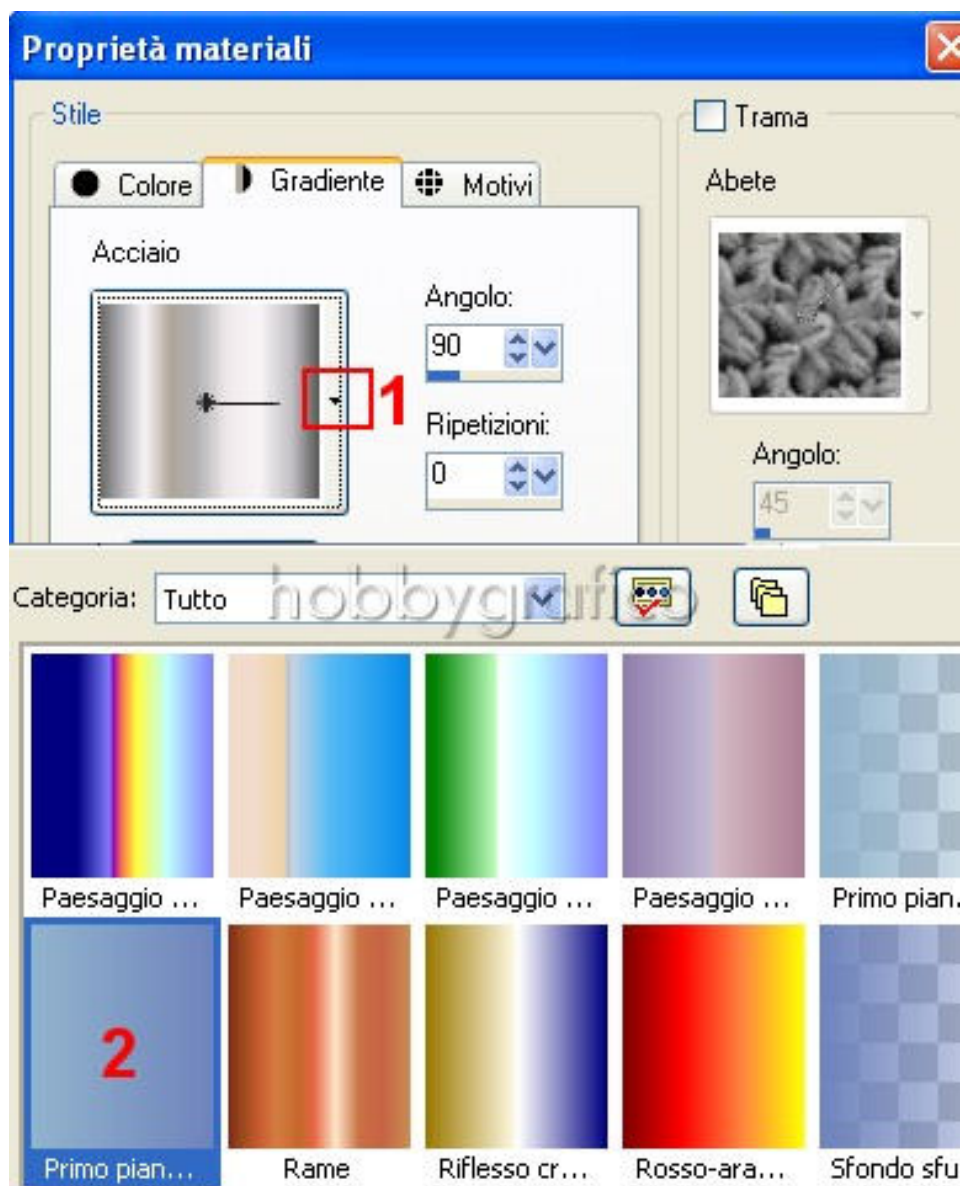 Proprietà materiali
Stile
Trama
Colore
Gradiente
Motivi
Abete
Acciaio
Angolo:
90
1
Ripetizioni:
0
Angolo:
45
Categoria:
Tutto
hobbygrafico
Paesaggio ...
Paesaggio ...
Paesaggio ...
Paesaggio ...
Primo pian.
2
Primo pian...
Rame
Riflesso cr...
Rosso-ara...
Sfondo sfu